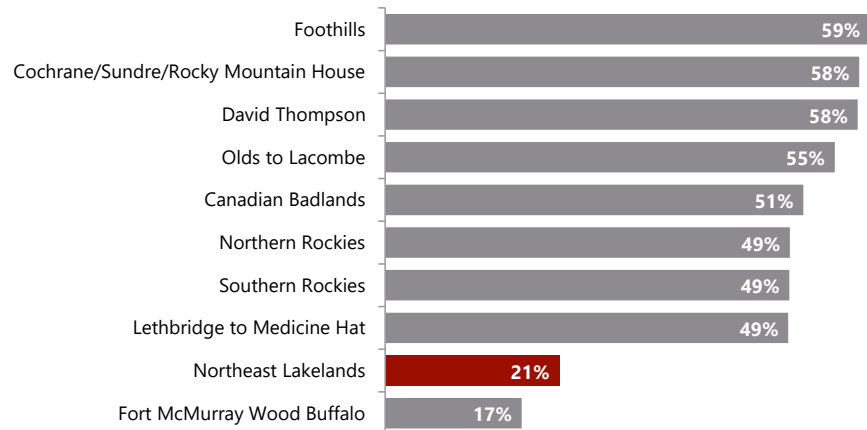 Foothills 59%
Cochrane/Sundre/Rocky Mountain House 58%
David Thompson 58%
Olds to Lacombe 55%
Canadian Badlands 51%
Northern Rockies 49%
Southern Rockies 49%
Lethbridge to Medicine Hat 49%
Northeast Lakelands 21%
Fort McMurray Wood Buffalo 17%